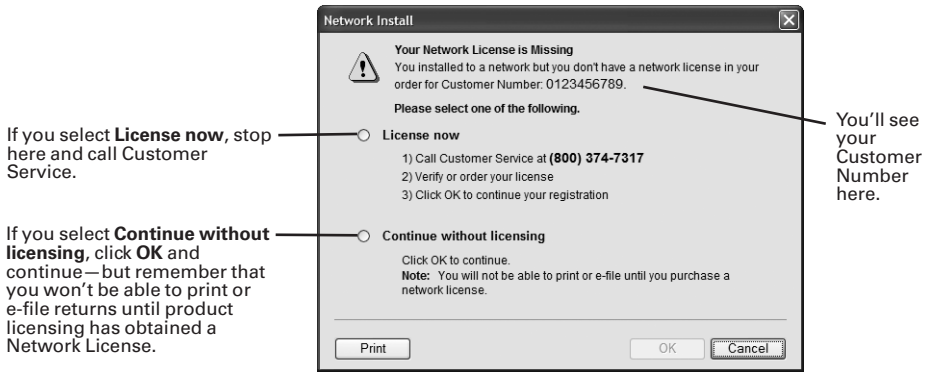 Network Install
Your Network License is Missing
You installed to a network but you don't have a network license in your
order for Customer Number: 0123456789.
Please select one of the following.
If you select License now, stop
here and call Customer
Service.
License now
1) Call Customer Service at (800) 374-7317
2) Verify or order your license
3) Click OK to continue your registration
You'll see
your
Customer
Number
here.
If you select Continue without
licensing, click OK and
continue—but remember that
you won't be able to print or
e-file returns until product
licensing has obtained a
Network License.
Continue without licensing
Click OK to continue.
Note: You will not be able to print or e-file until you purchase a
network license.
Print
OK
Cancel